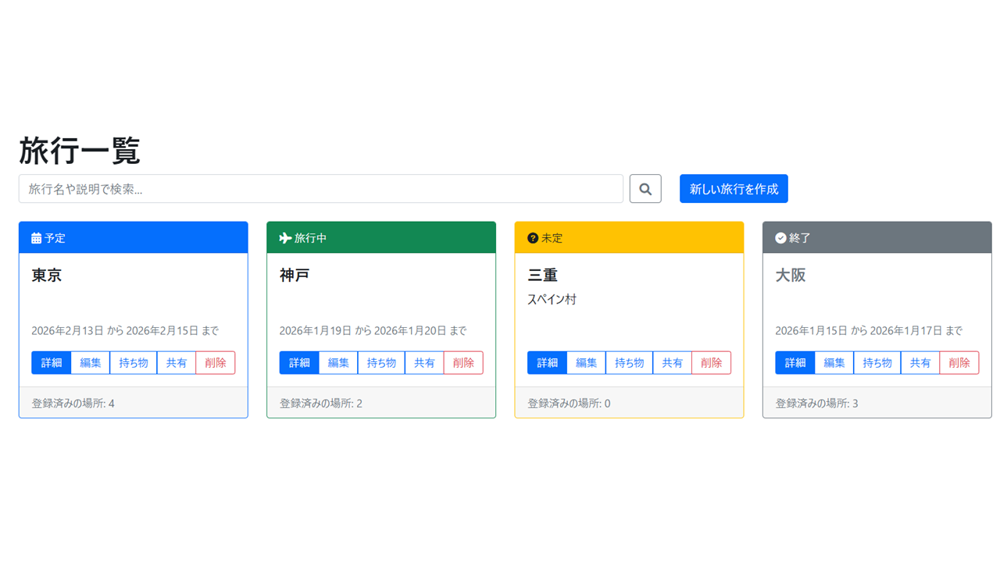 旅行一覧
旅行名や説明で検索...
新しい旅行を作成
予定
東京
2026年2月13日 から 2026年2月15日 まで
詳細 編集 持ち物 共有 削除
登録済みの場所: 4
旅行中
神戸
2026年1月19日 から 2026年1月20日 まで
詳細 編集 持ち物 共有 削除
登録済みの場所: 2
未定
三重
スペイン村
詳細 編集 持ち物 共有 削除
登録済みの場所: 0
終了
大阪
2026年1月15日 から 2026年1月17日 まで
詳細 編集 持ち物 共有 削除
登録済みの場所: 3